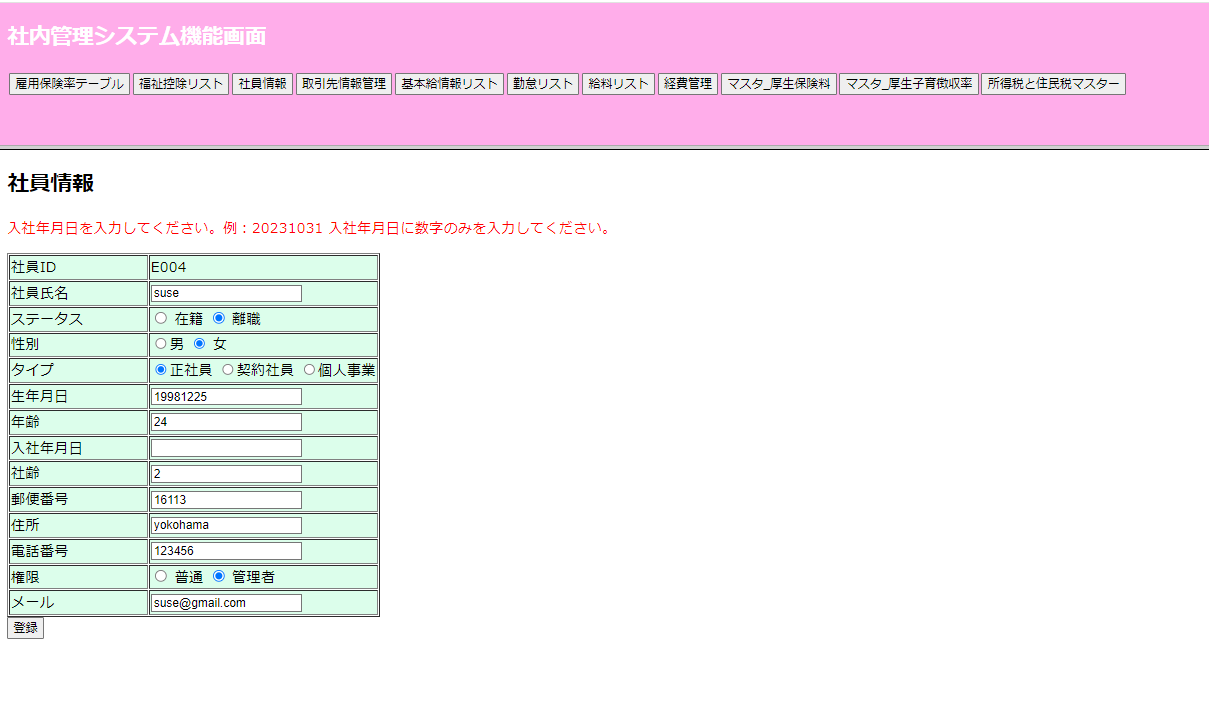 社内管理システム機能画面
雇用保険率テーブル 福祉控除リスト 社員情報 取引先情報管理 基本給情報リスト 勤怠リスト 給料リスト 経費管理 マスタ_厚生保険料 マスタ_厚生子育徴収率 所得税と住民税マスター
社員情報
入社年月日を入力してください。例：20231031 入社年月日に数字のみを入力してください。
社員ID E004
社員氏名 suse
ステータス 在籍 離職
性別 男 女
タイプ 正社員 契約社員 個人事業
生年月日 19981225
年齢 24
入社年月日
社齢 2
郵便番号 16113
住所 yokohama
電話番号 123456
権限 普通 管理者
メール suse@gmail.com
登録